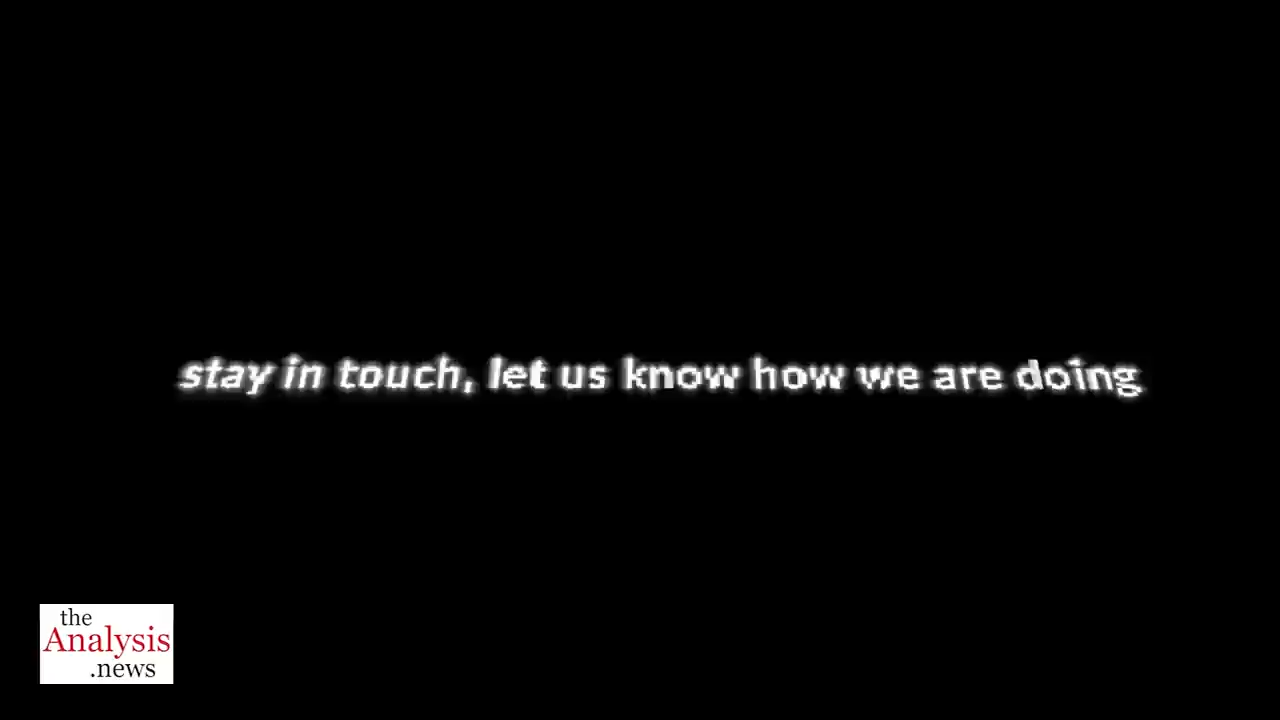 stay in touch, let us know how we are doing
the
Analysis
.news